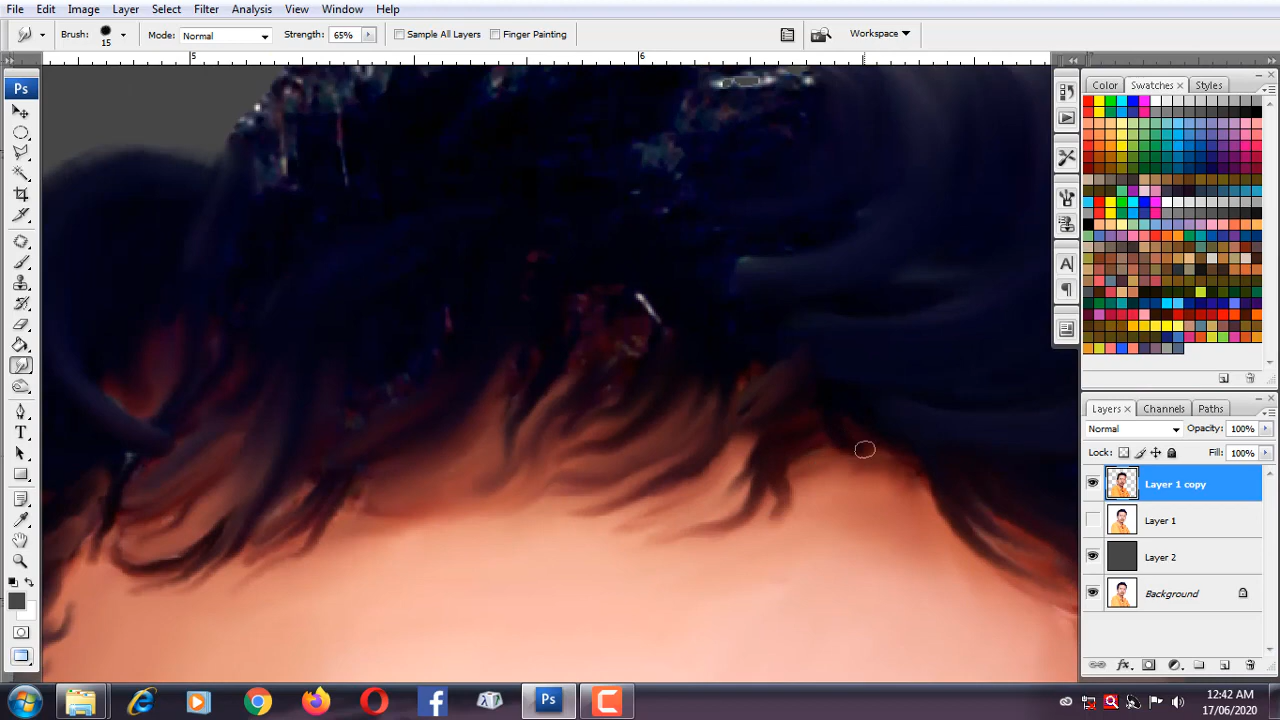 File Edit Image Layer Select Filter Analysis View Window Help
Brush: 15 Mode: Normal Strength: 65% Sample All Layers Finger Painting Workspace
5 6
Ps
Color Swatches x Styles
T
A
Layers x Channels Paths
Normal Opacity: 100%
Lock: Fill: 100%
Layer 1 copy
Layer 1
Layer 2
Background
fx
Ps
12:42 AM
17/06/2020